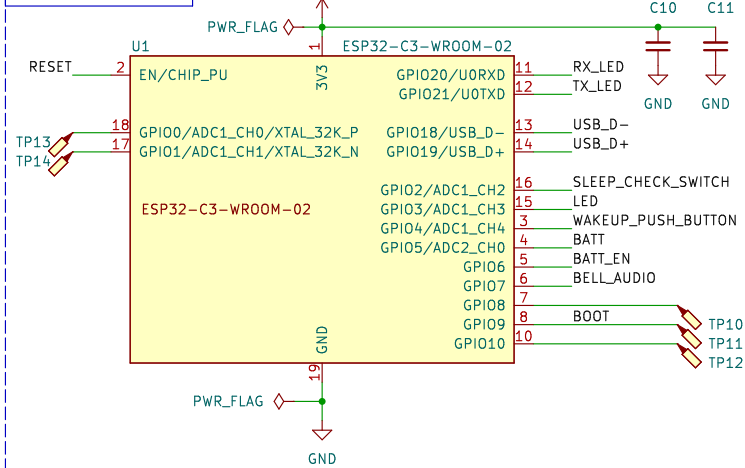 C10
C11
PWR_FLAG
U1
1
ESP32-C3-WROOM-02
RESET
2
EN/CHIP_PU
3V3
GPIO20/U0RXD
11
RX_LED
GPIO21/U0TXD
12
TX_LED
GND
GND
TP13
18
GPIO0/ADC1_CH0/XTAL_32K_P
GPIO18/USB_D-
13
USB_D-
TP14
17
GPIO1/ADC1_CH1/XTAL_32K_N
GPIO19/USB_D+
14
USB_D+
GPIO2/ADC1_CH2
16
SLEEP_CHECK_SWITCH
ESP32-C3-WROOM-02
GPIO3/ADC1_CH3
15
LED
GPIO4/ADC1_CH4
3
WAKEUP_PUSH_BUTTON
GPIO5/ADC2_CH0
4
BATT
GPIO6
5
BATT_EN
GPIO7
6
BELL_AUDIO
GPIO8
7
TP10
GPIO9
8
BOOT
TP11
GPIO10
10
TP12
GND
19
PWR_FLAG
GND